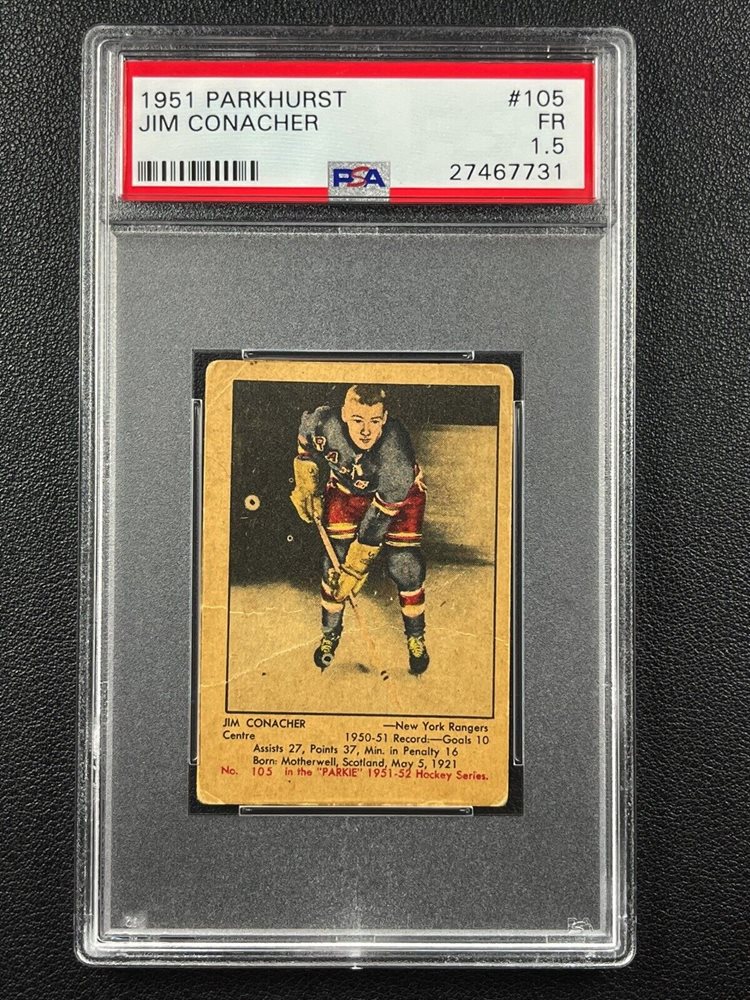 1951 PARKHURST #105
JIM CONACHER FR
1.5
PSA 27467731
JIM CONACHER —New York Rangers
Centre 1950-51 Record:—Goals 10
Assists 27, Points 37, Min. in Penalty 16
Born: Motherwell, Scotland, May 5, 1921
No. 105 in the "PARKIE" 1951-52 Hockey Series.